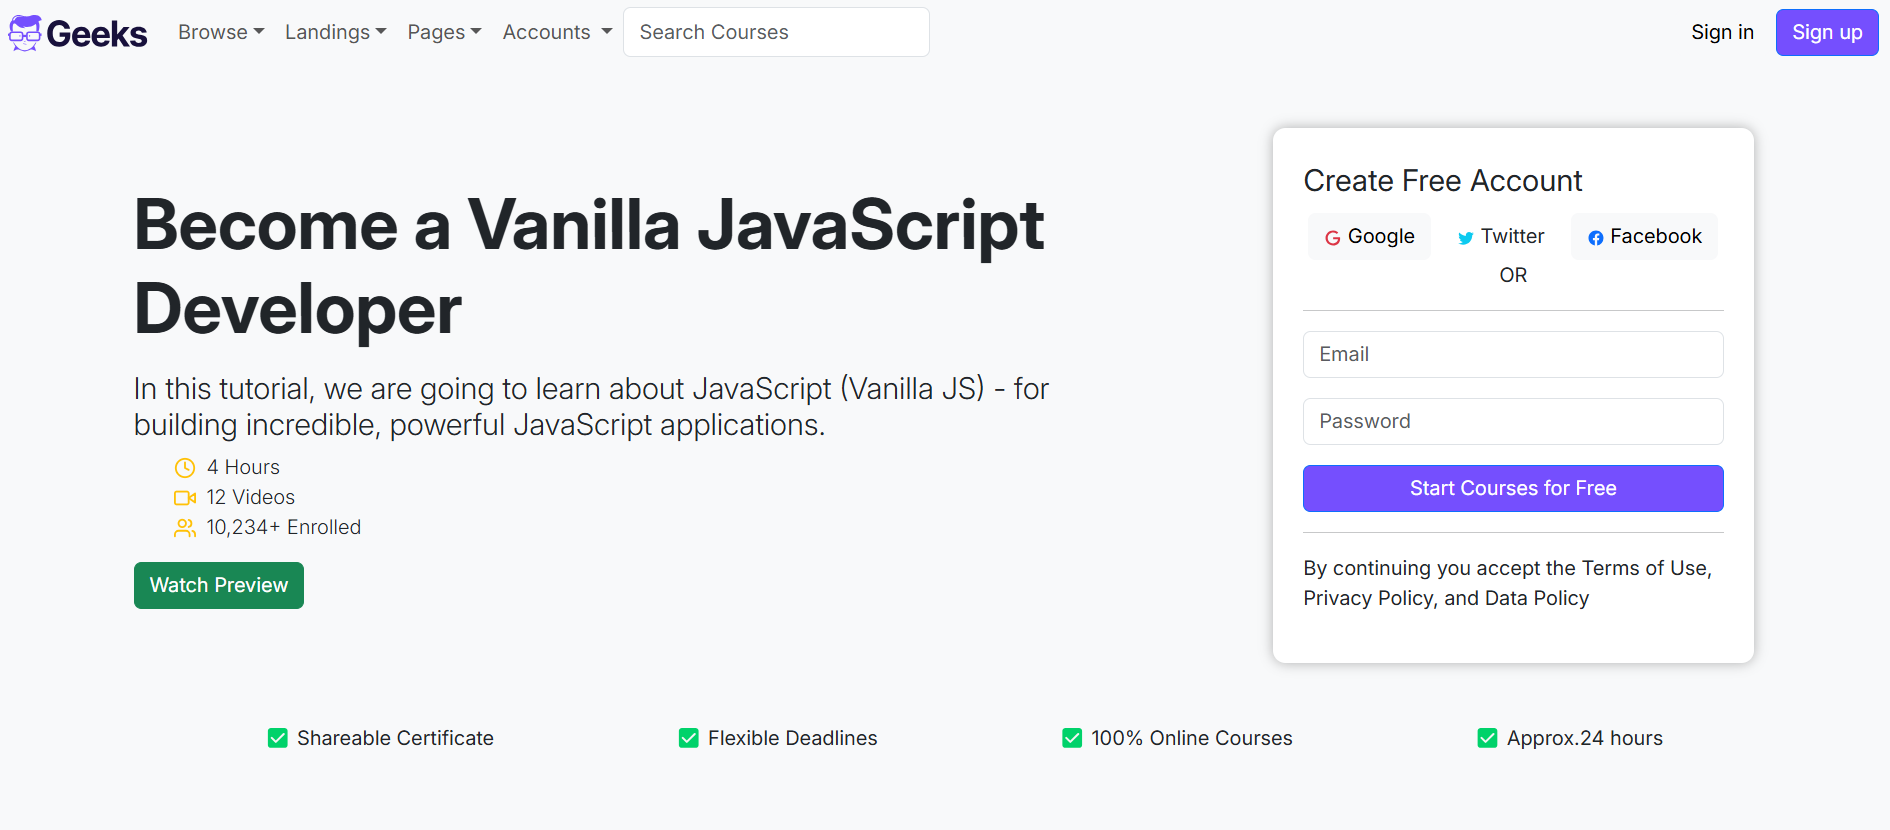 Geeks Browse Landings Pages Accounts Search Courses Sign in Sign up
Become a Vanilla JavaScript
Developer
In this tutorial, we are going to learn about JavaScript (Vanilla JS) - for
building incredible, powerful JavaScript applications.
4 Hours
12 Videos
10,234+ Enrolled
Watch Preview
Create Free Account
Google Twitter Facebook
OR
Email
Password
Start Courses for Free
By continuing you accept the Terms of Use,
Privacy Policy, and Data Policy
Shareable Certificate Flexible Deadlines 100% Online Courses Approx.24 hours